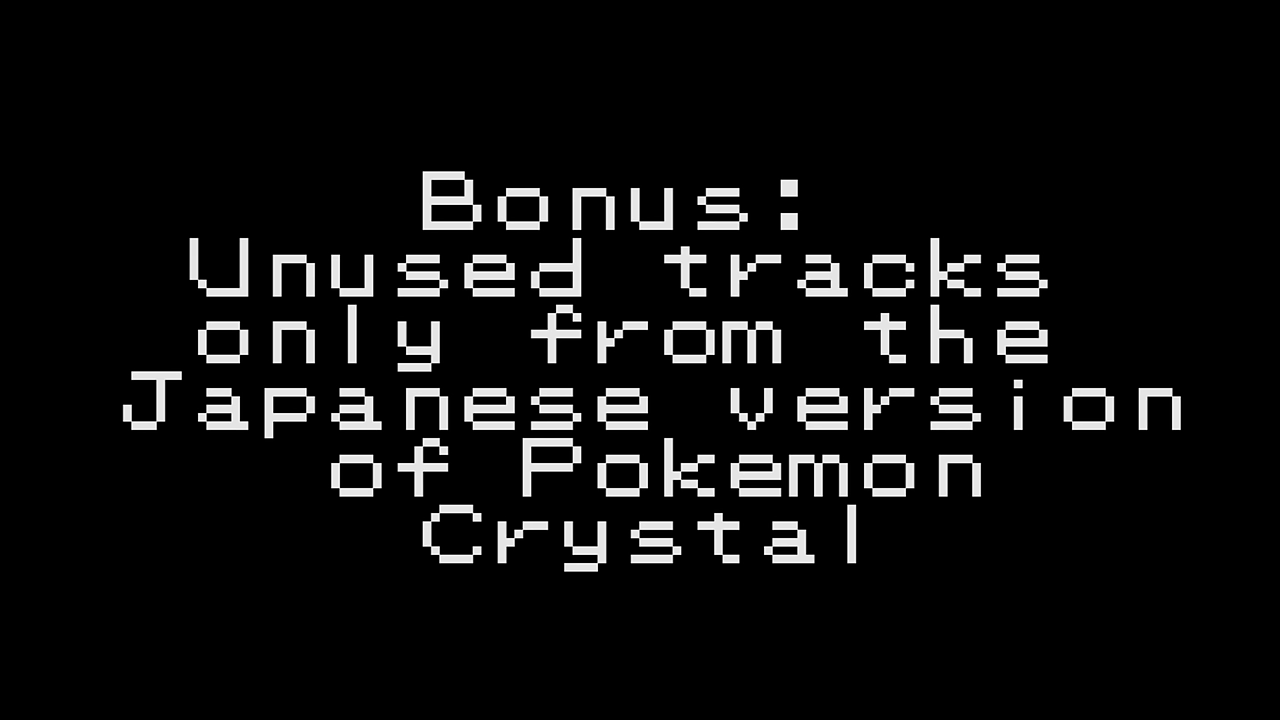 Bonus:
Unused tracks
only from the
Japanese version
of Pokemon
Crystal